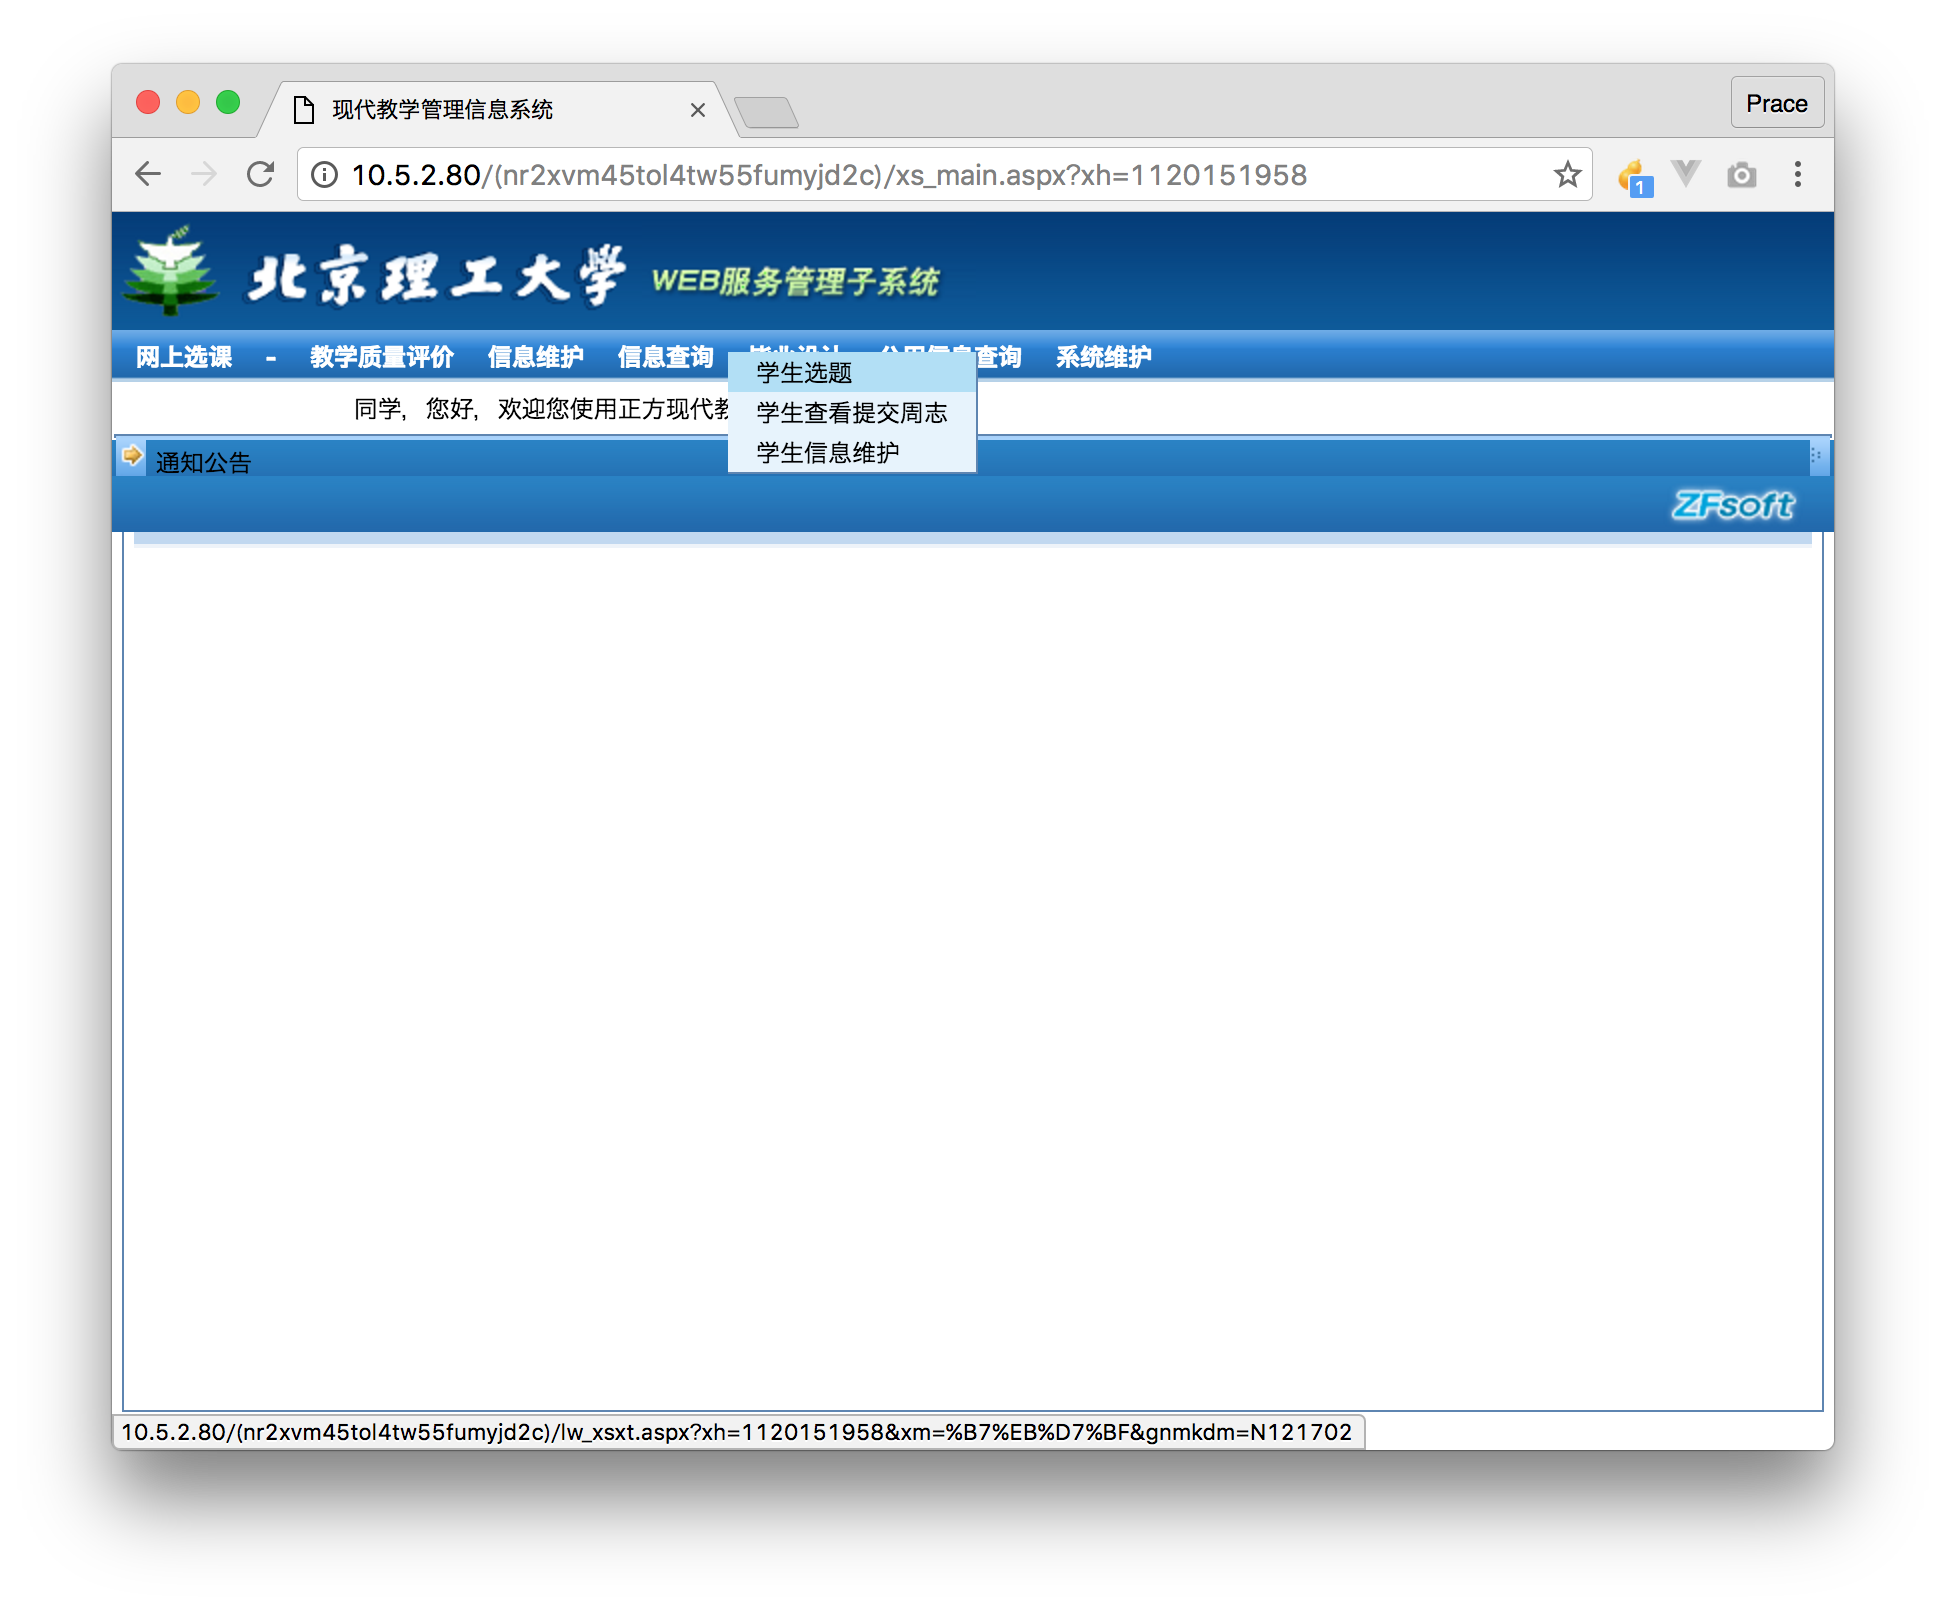 现代教学管理信息系统
Prace
10.5.2.80/(nr2xvm45tol4tw55fumyjd2c)/xs_main.aspx?xh=1120151958
1
北京理工大学 WEB服务管理子系统
网上选课 - 教学质量评价 信息维护 信息查询 查询 系统维护
学生选题
同学, 您好, 欢迎您使用正方现代教
学生查看提交周志
学生信息维护
通知公告
ZFsoft
10.5.2.80/(nr2xvm45tol4tw55fumyjd2c)/lw_xsxt.aspx?xh=1120151958&xm=%B7%EB%D7%BF&gnmkdm=N121702